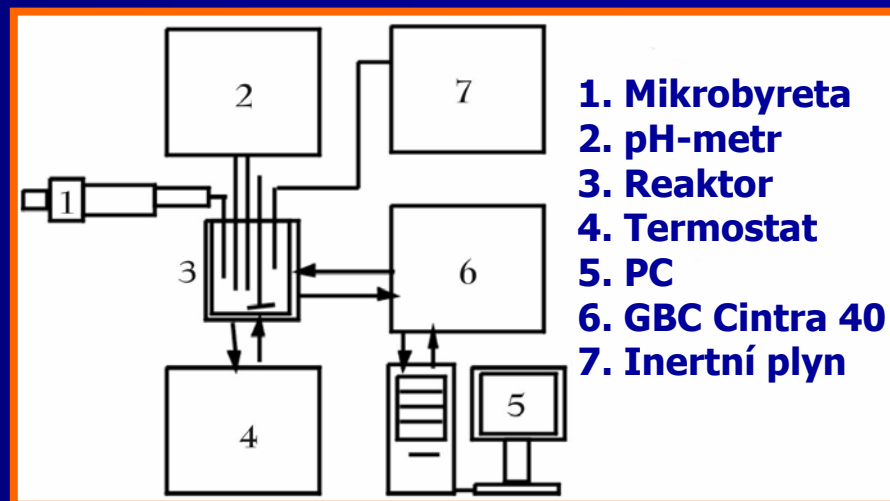 2
7
1
3
6
4
5
1. Mikrobyreta
2. pH-metr
3. Reaktor
4. Termostat
5. PC
6. GBC Cintra 40
7. Inertní plyn